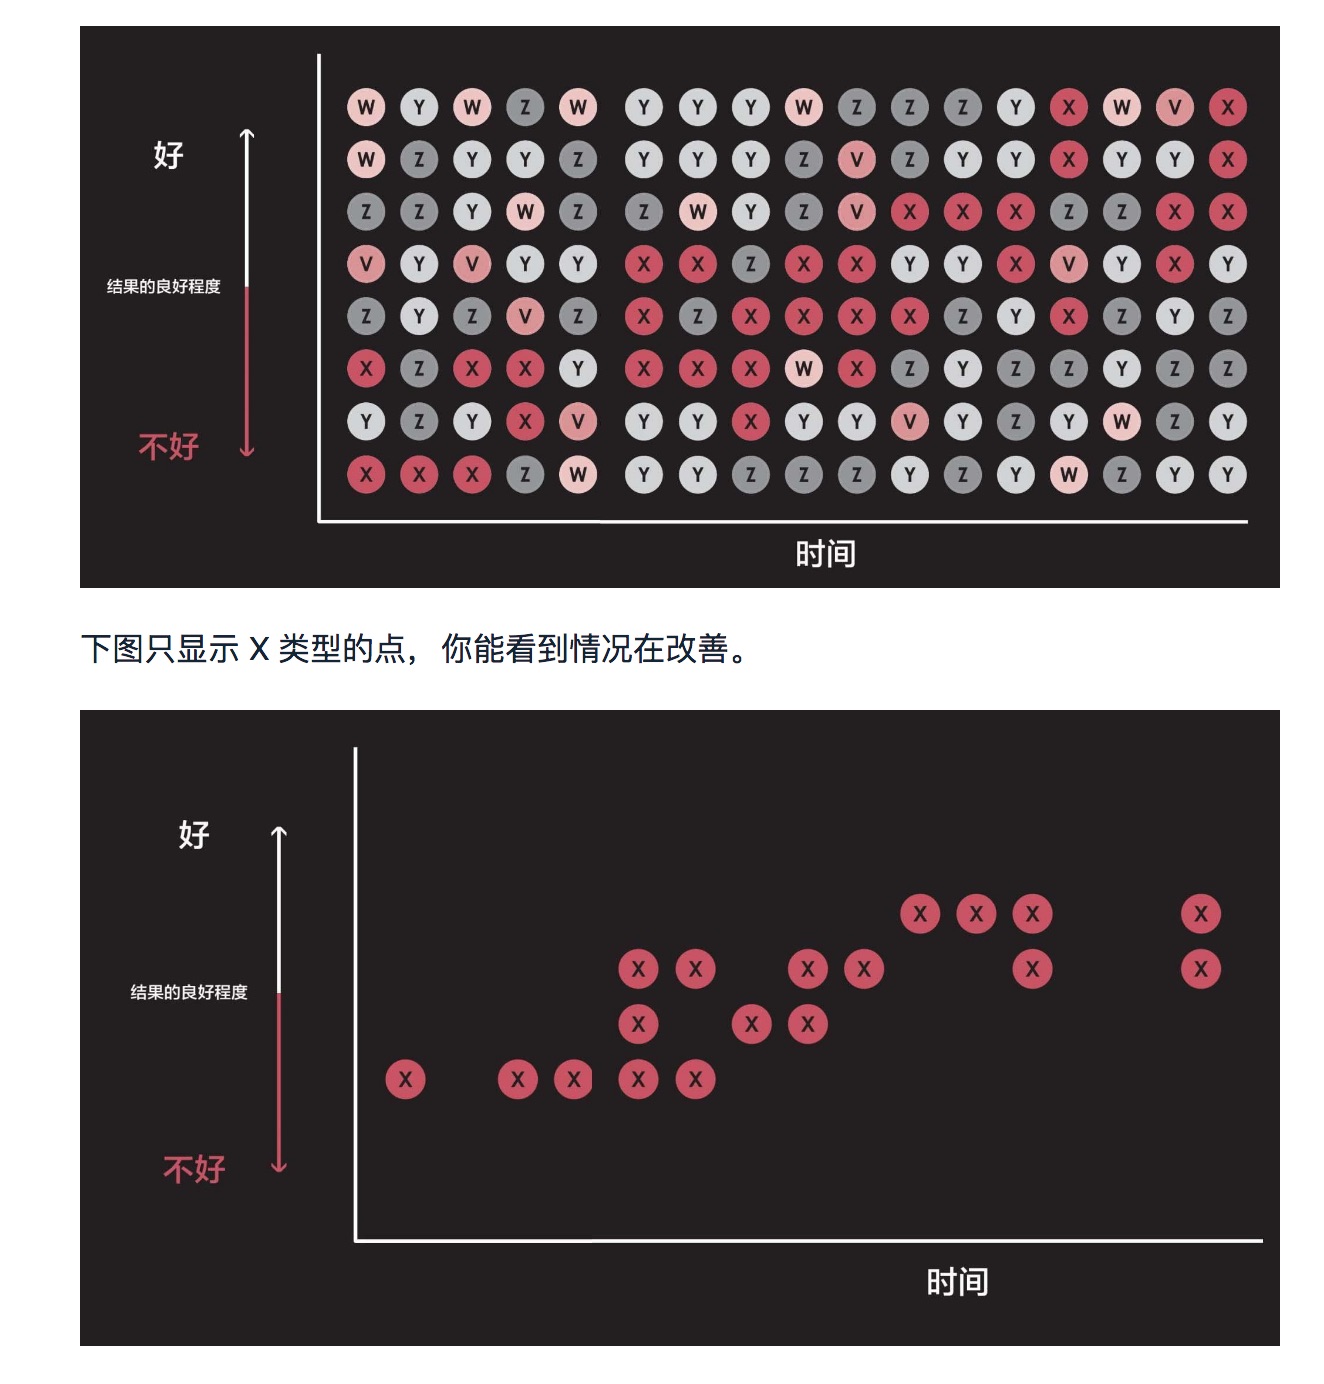 W Y W Z W Y Y Y W Z Z Z Y X W V X
好
W Z Y Y Z Y Y Y Z V Z Y Y X Y Y X
Z Z Y W Z Z W Y Z V X X X Z Z X X
V Y V Y Y X X Z X X Y Y X V Y X Y
结果的良好程度
Z Y Z V Z X Z X X X X Z Y X Z Y Z
X Z X X Y X X X W X Z Y Z Z Y Z Z
Y Z Y X V Y Y X Y Y V Y Z Y W Z Y
不好
X X X Z W Y Y Z Z Z Y Z Y W Z Y Y
时间
下图只显示 X 类型的点， 你能看到情况在改善。
好
X X X X
X X X X X X
结果的良好程度
X X X
X X X X X
不好
时间